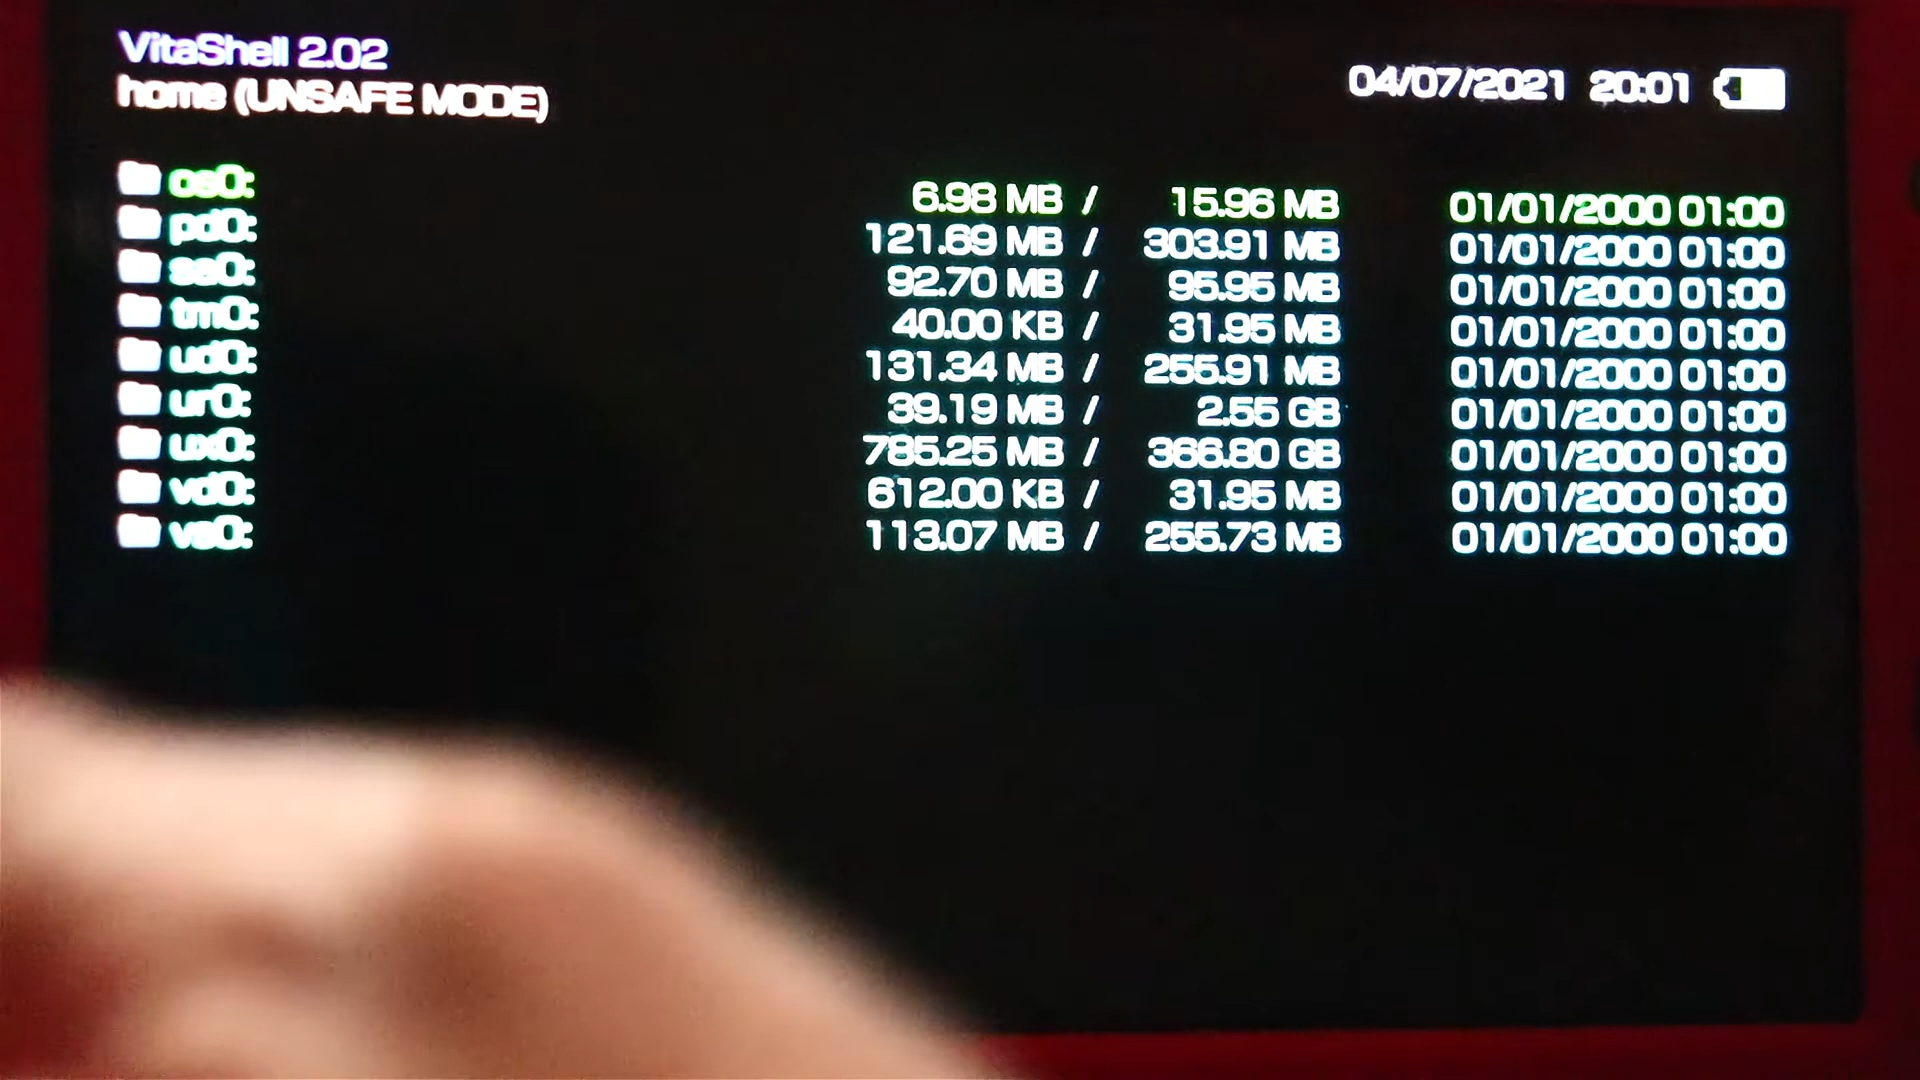 VitaShell 2.02
04/07/2021 20:01
home (UNSAFE MODE)
os0: 6.98 MB / 15.96 MB 01/01/2000 01:00
pd0: 121.69 MB / 303.91 MB 01/01/2000 01:00
sa0: 92.70 MB / 95.95 MB 01/01/2000 01:00
tm0: 40.00 KB / 31.95 MB 01/01/2000 01:00
ud0: 131.34 MB / 255.91 MB 01/01/2000 01:00
ur0: 39.19 MB / 2.55 GB 01/01/2000 01:00
ux0: 785.25 MB / 366.80 GB 01/01/2000 01:00
vd0: 612.00 KB / 31.95 MB 01/01/2000 01:00
vs0: 113.07 MB / 255.73 MB 01/01/2000 01:00